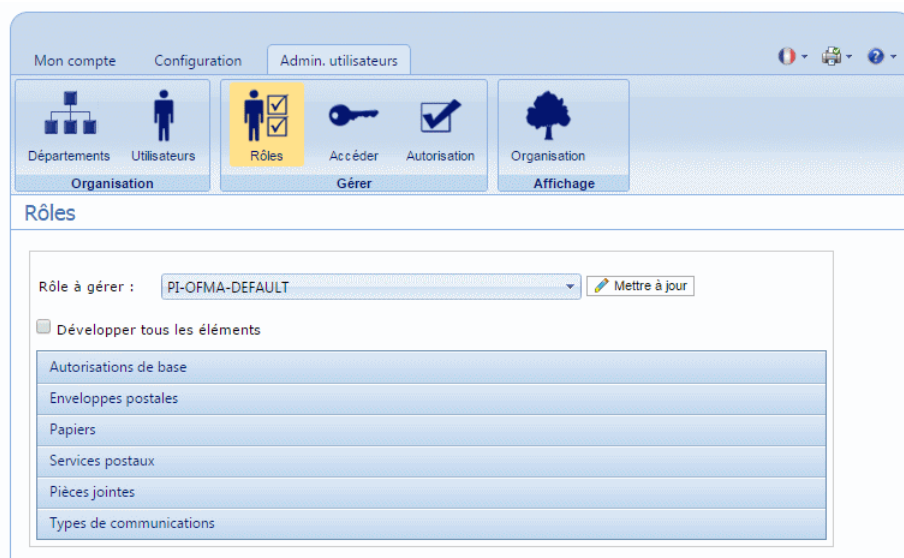 Mon compte Configuration Admin. utilisateurs
Départements Utilisateurs Rôles Accéder Autorisation Organisation
Organisation Gérer Affichage
Rôles
Rôle à gérer : PI-OFMA-DEFAULT Mettre à jour
Développer tous les éléments
Autorisations de base
Enveloppes postales
Papiers
Services postaux
Pièces jointes
Types de communications